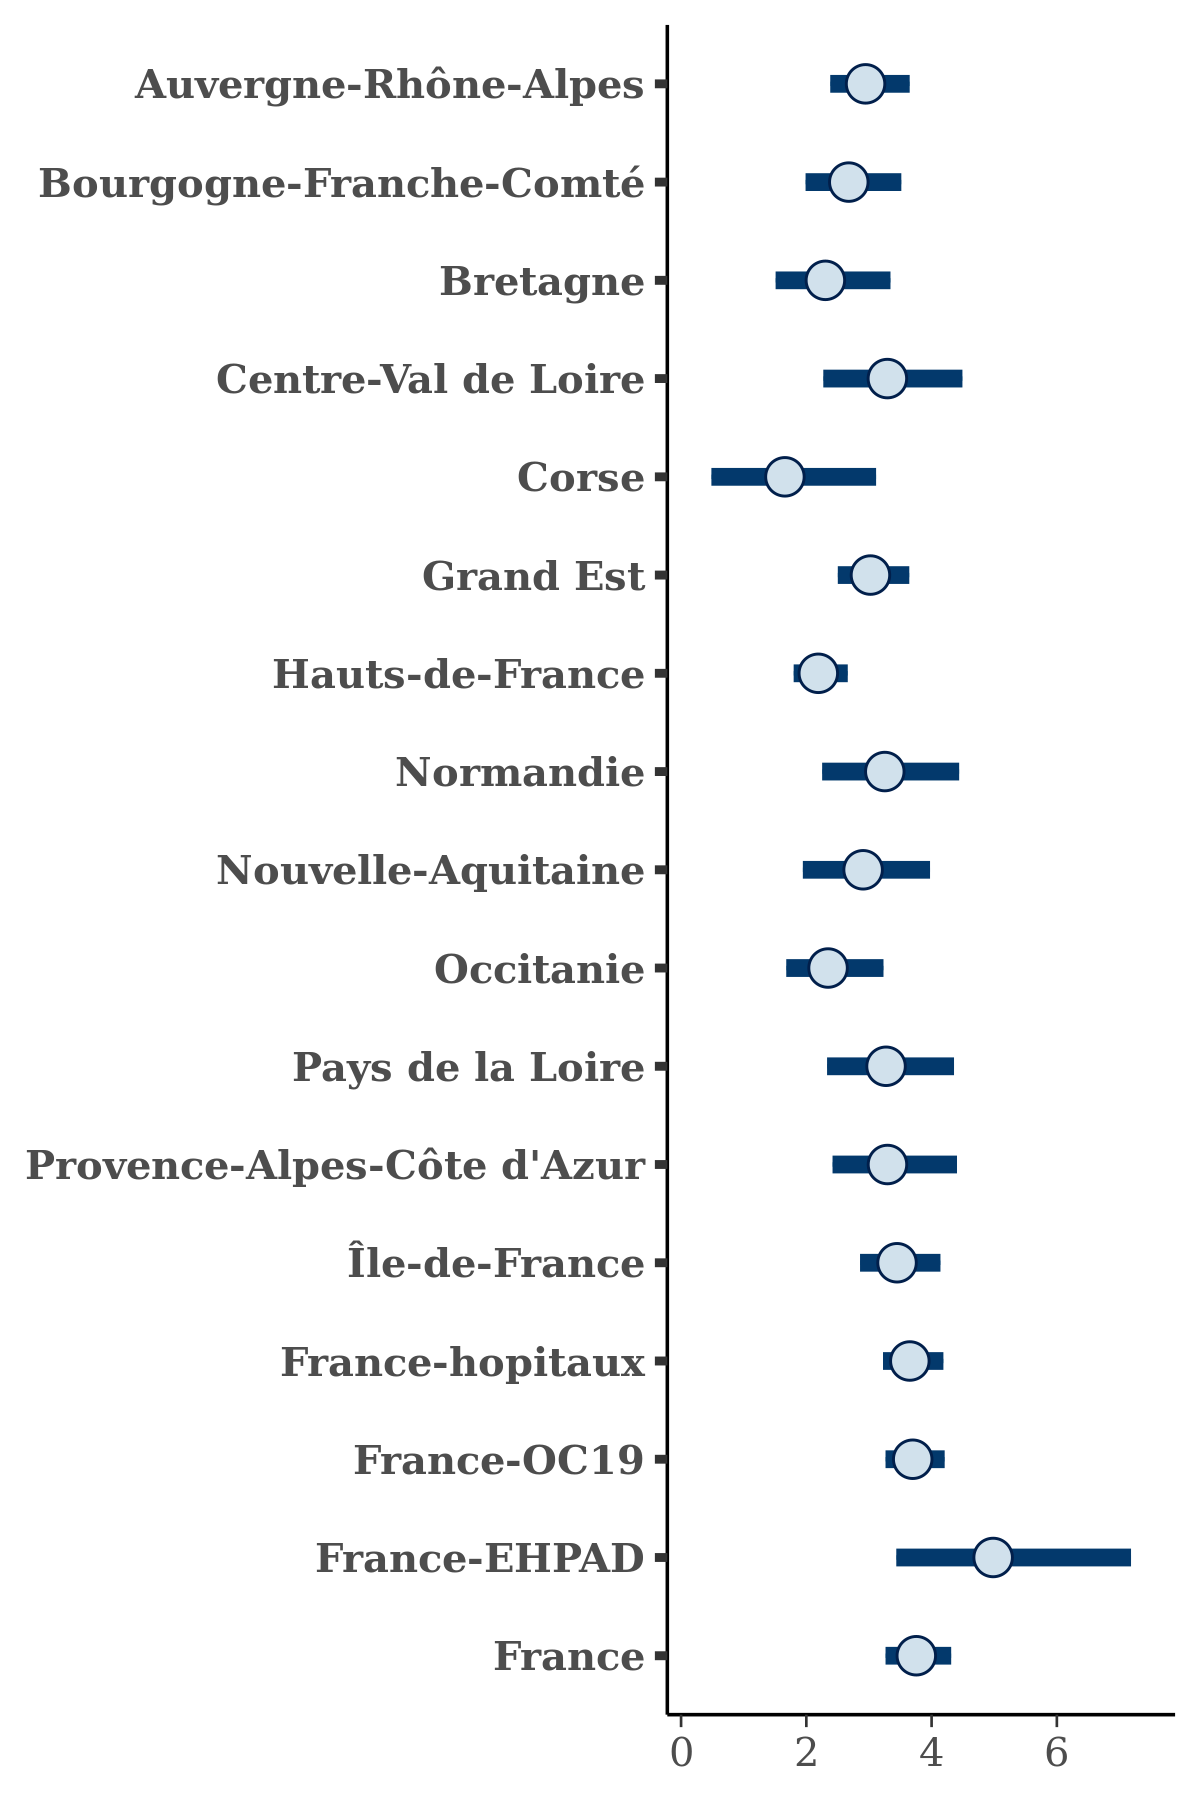 Auvergne-Rhône-Alpes
Bourgogne-Franche-Comté
Bretagne
Centre-Val de Loire
Corse
Grand Est
Hauts-de-France
Normandie
Nouvelle-Aquitaine
Occitanie
Pays de la Loire
Provence-Alpes-Côte d'Azur
Île-de-France
France-hopitaux
France-OC19
France-EHPAD
France
0 2 4 6